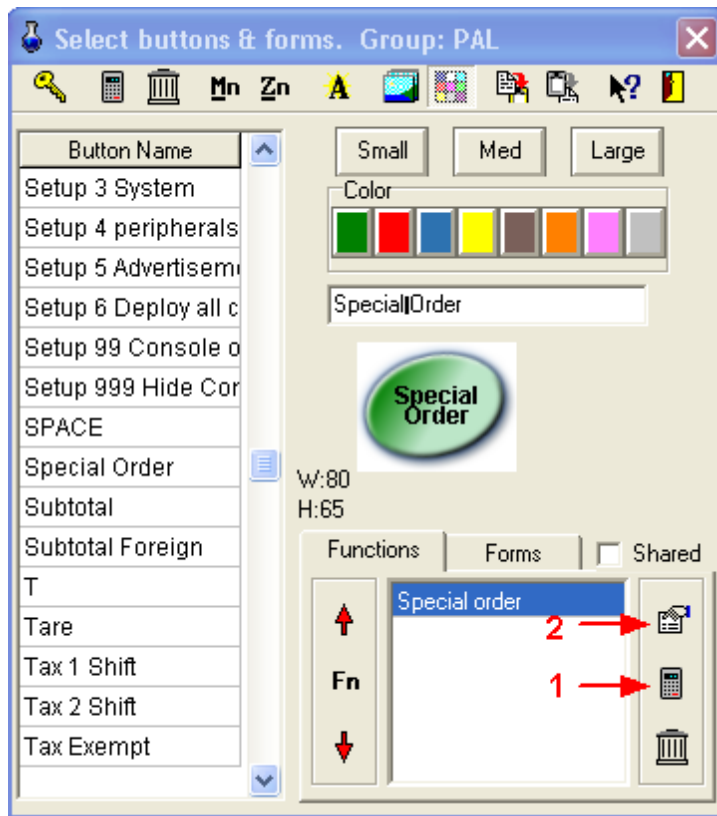 Select buttons & forms. Group: PAL
Mn Zn A ?
Button Name
Setup 3 System
Setup 4 peripherals
Setup 5 Advertisem
Setup 6 Deploy all c
Setup 99 Console o
Setup 999 Hide Cor
SPACE
Special Order
Subtotal
Subtotal Foreign
T
Tare
Tax 1 Shift
Tax 2 Shift
Tax Exempt
Small Med Large
Color
Special|Order
Special
Order
W:80
H:65
Functions Forms Shared
Special order
2
Fn
1